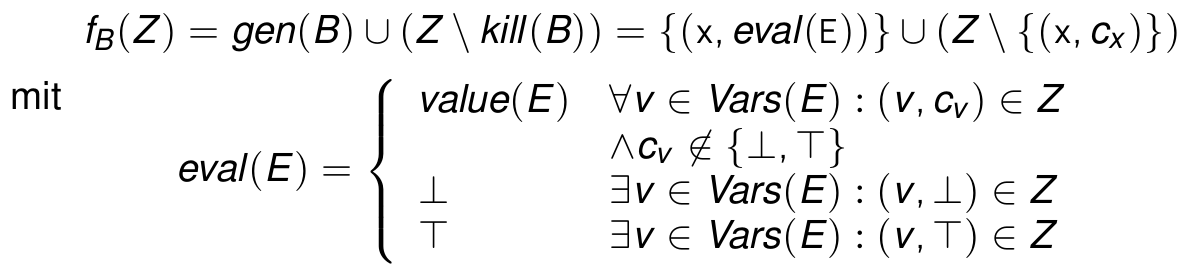 f_B(Z) = gen(B) ∪ (Z \ kill(B)) = {(x, eval(E))} ∪ (Z \ {(x, c_x)})
mit
eval(E) = { value(E) ∀v ∈ Vars(E) : (v, c_v) ∈ Z
∧c_v ∉ {⊥, ⊤}
⊥ ∃v ∈ Vars(E) : (v, ⊥) ∈ Z
⊤ ∃v ∈ Vars(E) : (v, ⊤) ∈ Z